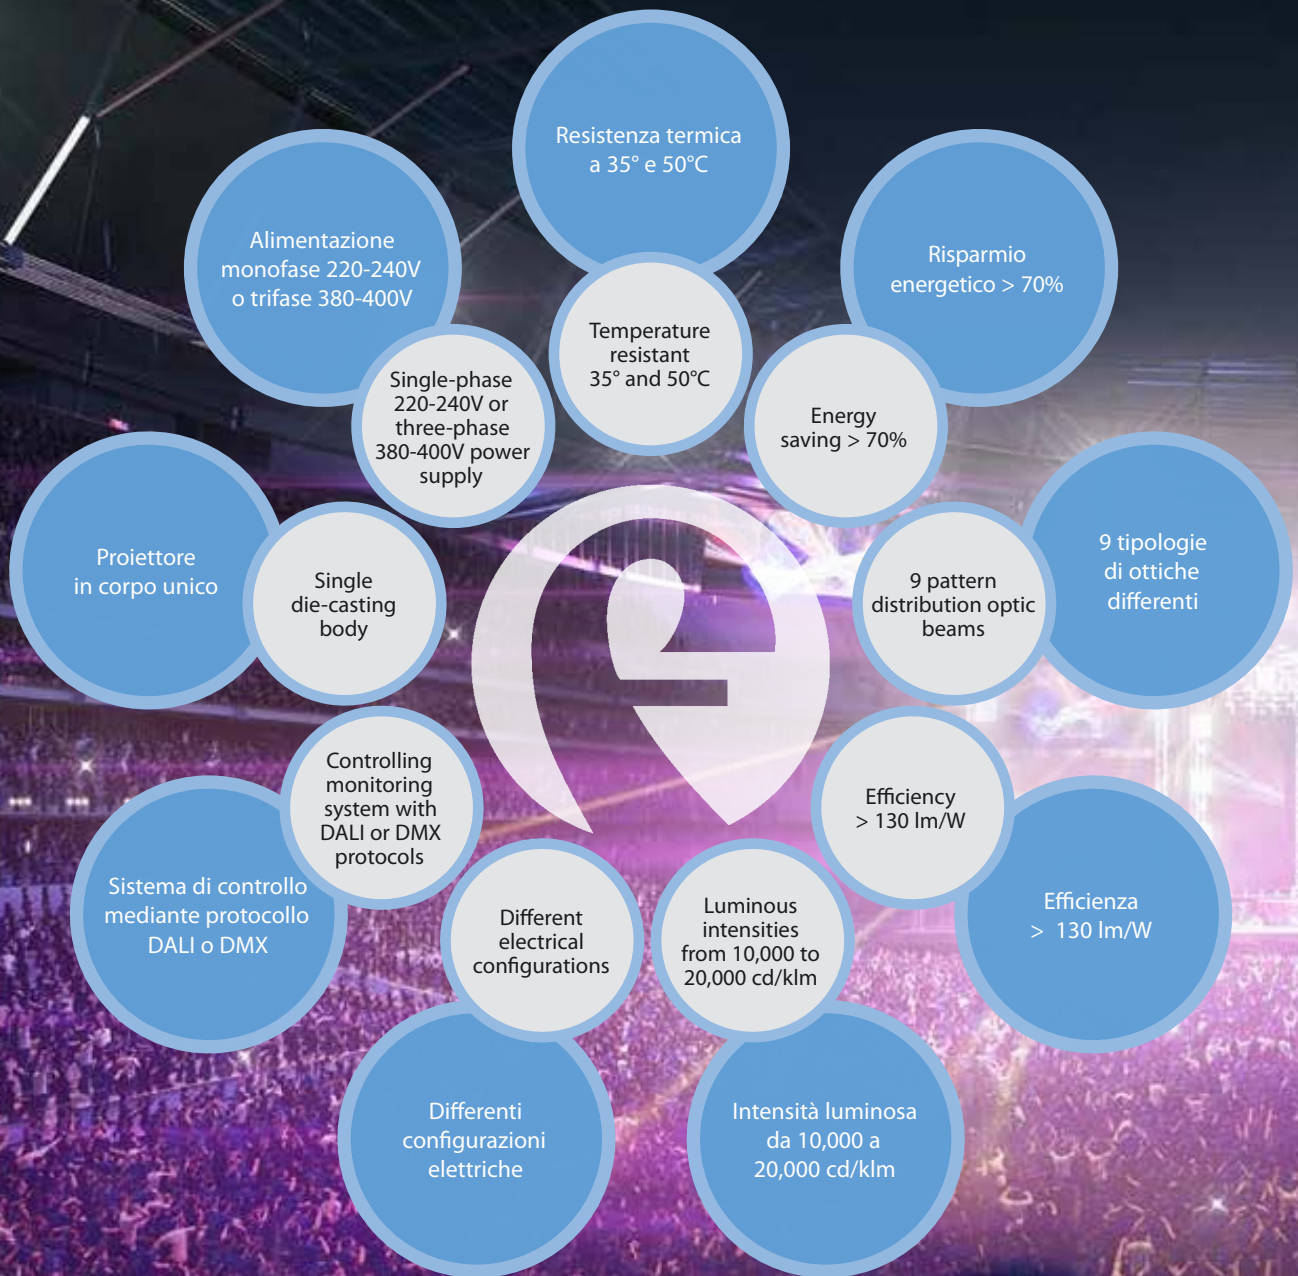 Resistenza termica
a 35° e 50°C
Temperature
resistant
35° and 50°C
Risparmio
energetico > 70%
Energy
saving > 70%
9 tipologie
di ottiche
differenti
9 pattern
distribution optic
beams
Efficienza
> 130 lm/W
Efficiency
> 130 lm/W
Intensità luminosa
da 10,000 a
20,000 cd/klm
Luminous
intensities
from 10,000 to
20,000 cd/klm
Differenti
configurazioni
elettriche
Different
electrical
configurations
Sistema di controllo
mediante protocollo
DALI o DMX
Controlling
monitoring
system with
DALI or DMX
protocols
Proiettore
in corpo unico
Single
die-casting
body
Alimentazione
monofase 220-240V
o trifase 380-400V
Single-phase
220-240V or
three-phase
380-400V power
supply